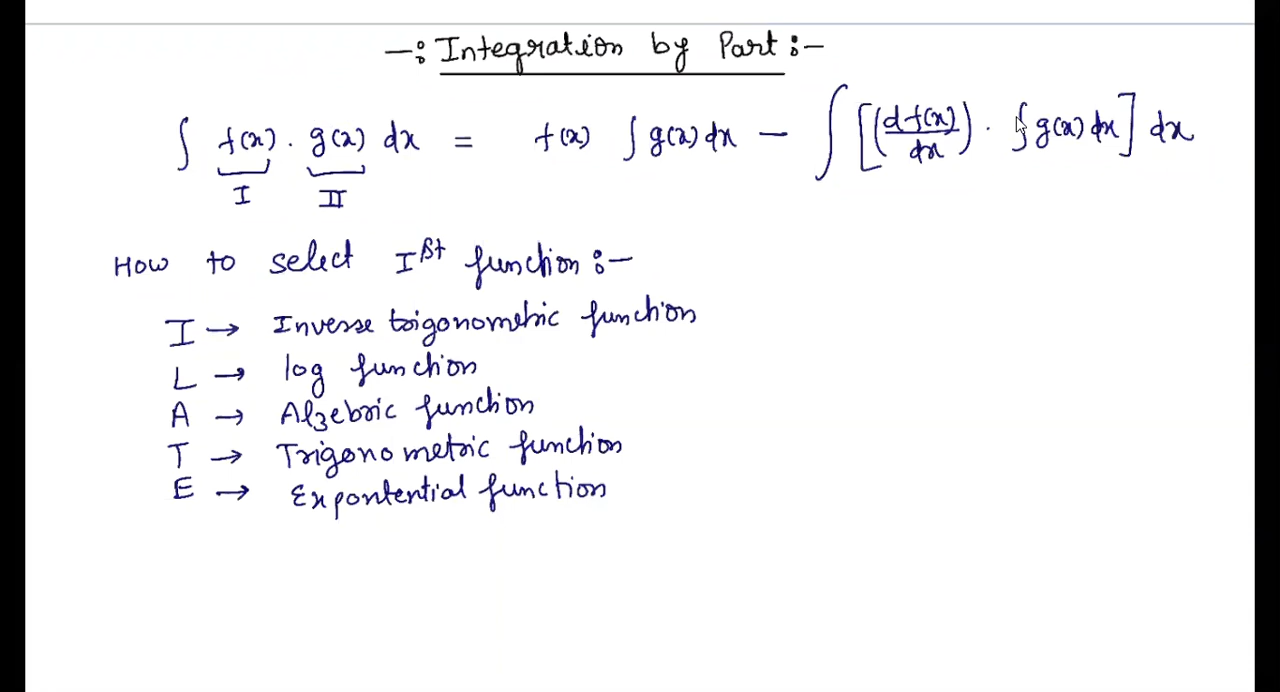 -: Integration by Part :-
∫ f(x) . g(x) dx = f(x) ∫ g(x) dx - ∫ [(df(x)/dx) . ∫ g(x) dx] dx
I II
How to select Ist function :-
I → Inverse trigonometric function
L → log function
A → Algebric function
T → Trigonometric function
E → Expontential function